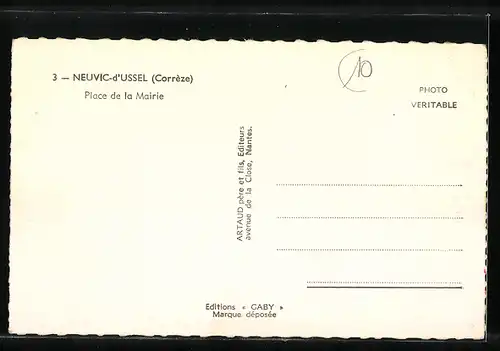 3 — NEUVIC-d'USSEL (Corrèze)
Place de la Mairie
10
PHOTO
VERITABLE
ARTAUD père et fils, Editeurs
avenue de la Close, Nantes.
Editions « GABY »
Marque déposée